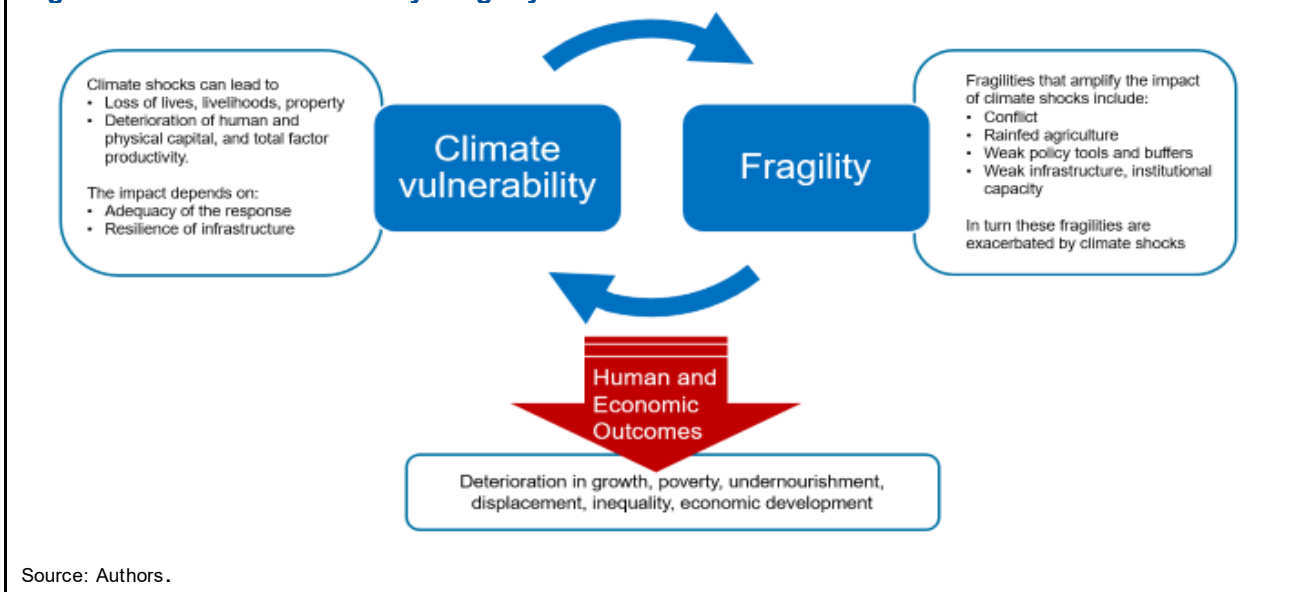 Climate shocks can lead to
• Loss of lives, livelihoods, property
• Deterioration of human and
physical capital, and total factor
productivity.
The impact depends on:
• Adequacy of the response
• Resilience of infrastructure
Climate
vulnerability
Fragility
Fragilities that amplify the impact
of climate shocks include:
• Conflict
• Rainfed agriculture
• Weak policy tools and buffers
• Weak infrastructure, institutional
capacity
In turn these fragilities are
exacerbated by climate shocks
Human and
Economic
Outcomes
Deterioration in growth, poverty, undernourishment,
displacement, inequality, economic development
Source: Authors.